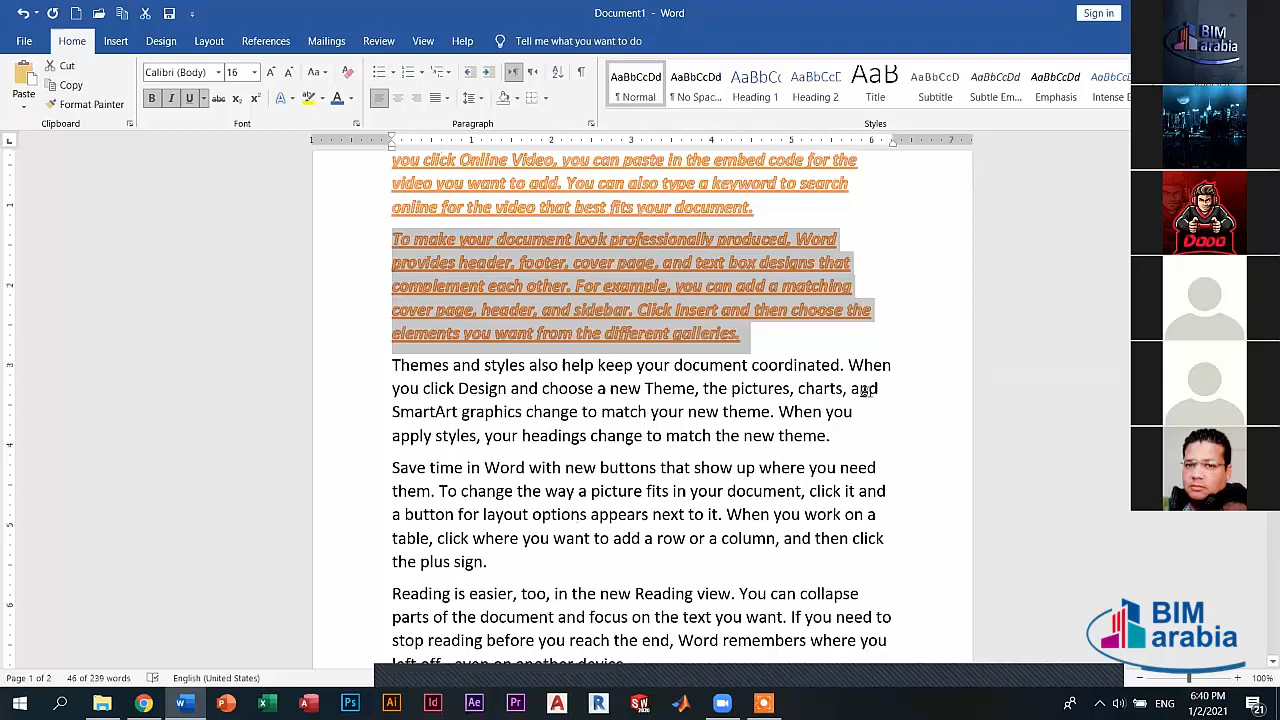 Document1 - Word
Sign in
File Home Insert Design Layout References Mailings Review View Help Tell me what you want to do
Paste
Cut
Copy
Format Painter
Clipboard
Calibri (Body) 16
Font
Paragraph
AaBbCcDd AaBbCcDd AaBbCc AaBbCcC AaB AaBbCcD AaBbCcDd AaBbCcDd AaBbCcDd
¶ Normal ¶ No Spac... Heading 1 Heading 2 Title Subtitle Subtle Em... Emphasis Intense E
Styles
you click Online Video, you can paste in the embed code for the
video you want to add. You can also type a keyword to search
online for the video that best fits your document.
To make your document look professionally produced, Word
provides header, footer, cover page, and text box designs that
complement each other. For example, you can add a matching
cover page, header, and sidebar. Click Insert and then choose the
elements you want from the different galleries.
Themes and styles also help keep your document coordinated. When
you click Design and choose a new Theme, the pictures, charts, and
SmartArt graphics change to match your new theme. When you
apply styles, your headings change to match the new theme.
Save time in Word with new buttons that show up where you need
them. To change the way a picture fits in your document, click it and
a button for layout options appears next to it. When you work on a
table, click where you want to add a row or a column, and then click
the plus sign.
Reading is easier, too, in the new Reading view. You can collapse
parts of the document and focus on the text you want. If you need to
stop reading before you reach the end, Word remembers where you
left off - even on another device.
BIM
arabia
DODO
BIM
arabia
Page 1 of 2 46 of 239 words English (United States) 100%
ENG
6:40 PM
1/2/2021
21